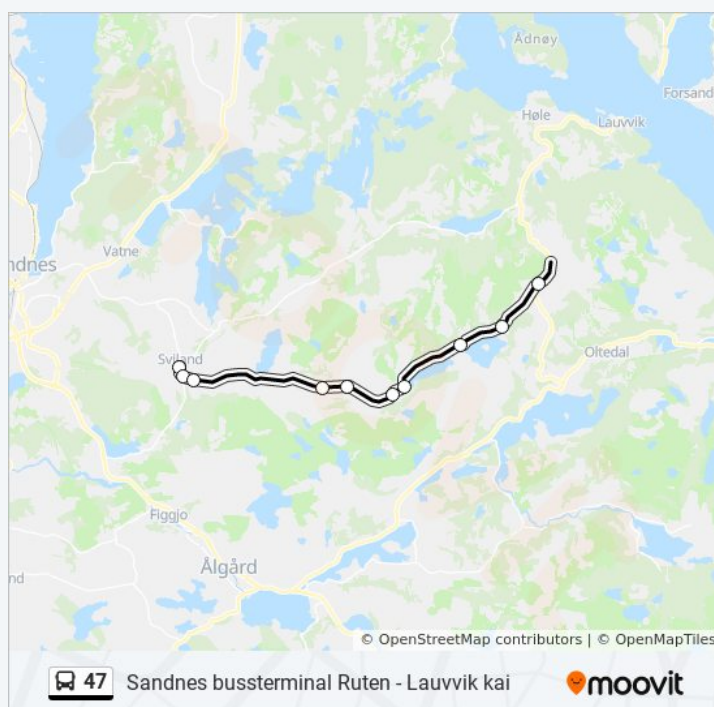 Ådnøy
Forsand
Høle
Lauvvik
Vatne
ndnes
Sviland
Oltedal
Figgjo
Ålgård
nd
© OpenStreetMap contributors | © OpenMapTiles
47 Sandnes bussterminal Ruten - Lauvvik kai moovit